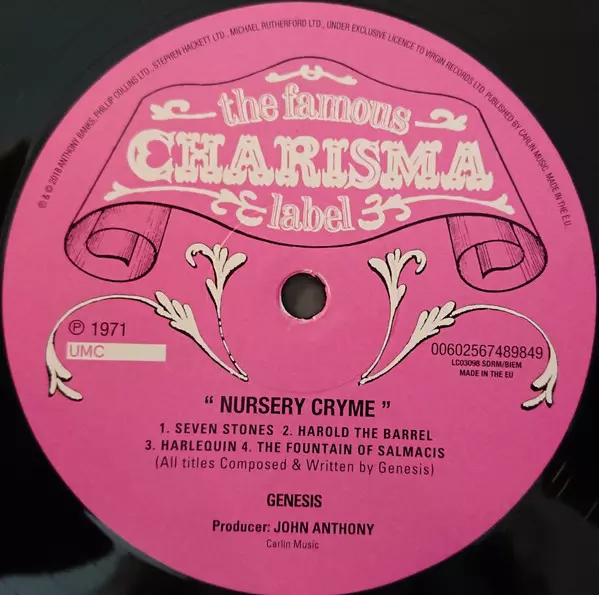 ℗ & © 2018 ANTHONY BANKS, PHILLIP COLLINS LTD., STEPHEN HACKETT LTD., MICHAEL RUTHERFORD LTD., UNDER EXCLUSIVE LICENCE TO VIRGIN RECORDS LTD. PUBLISHED BY CARLIN MUSIC. MADE IN THE E.U.
the famous
CHARISMA
label
℗ 1971
UMC
00602567489849
LC03098 SDRM/BIEM
MADE IN THE EU
“ NURSERY CRYME ”
1. SEVEN STONES 2. HAROLD THE BARREL
3. HARLEQUIN 4. THE FOUNTAIN OF SALMACIS
(All titles Composed & Written by Genesis)
GENESIS
Producer: JOHN ANTHONY
Carlin Music